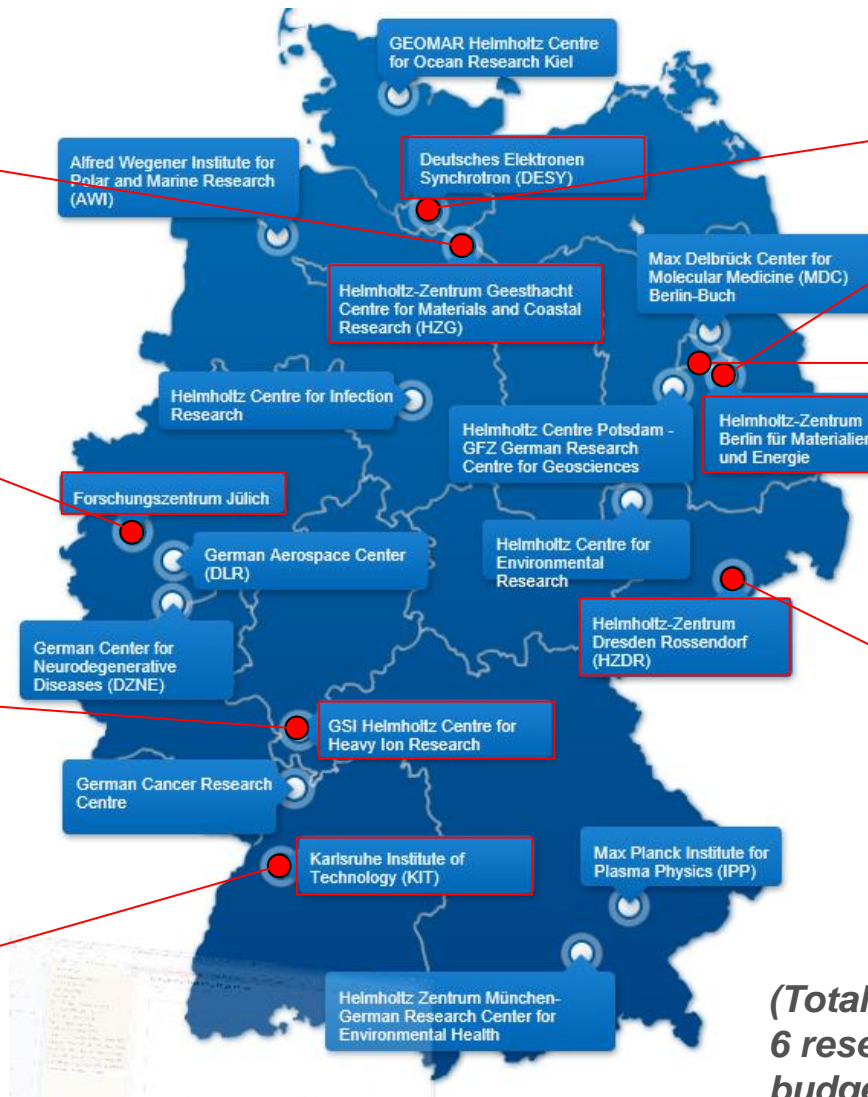 GEOMAR Helmholtz Centre
for Ocean Research Kiel
Alfred Wegener Institute for
Polar and Marine Research
(AWI)
Deutsches Elektronen
Synchrotron (DESY)
Max Delbrück Center for
Molecular Medicine (MDC)
Berlin-Buch
Helmholtz-Zentrum Geesthacht
Centre for Materials and Coastal
Research (HZG)
Helmholtz Centre for Infection
Research
Helmholtz Centre Potsdam -
GFZ German Research
Centre for Geosciences
Helmholtz-Zentrum
Berlin für Materialien
und Energie
Forschungszentrum Jülich
German Aerospace Center
(DLR)
Helmholtz Centre for
Environmental
Research
German Center for
Neurodegenerative
Diseases (DZNE)
Helmholtz-Zentrum
Dresden Rossendorf
(HZDR)
GSI Helmholtz Centre for
Heavy Ion Research
German Cancer Research
Centre
Karlsruhe Institute of
Technology (KIT)
Max Planck Institute for
Plasma Physics (IPP)
Helmholtz Zentrum München-
German Research Center for
Environmental Health
(Total
6 rese
budge